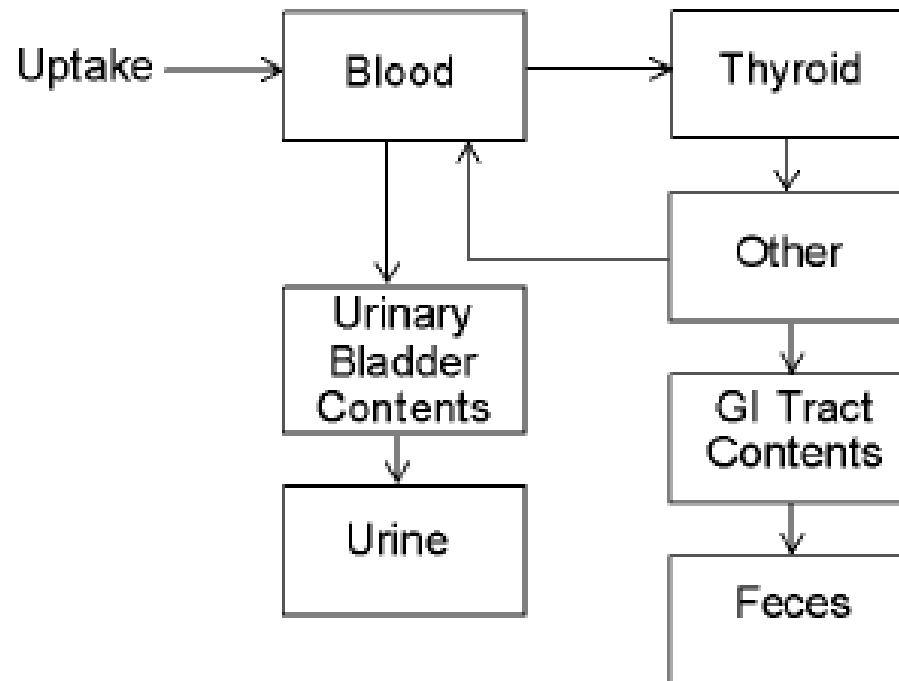 Uptake
Blood
Thyroid
Other
Urinary
Bladder
Contents
GI Tract
Contents
Urine
Feces